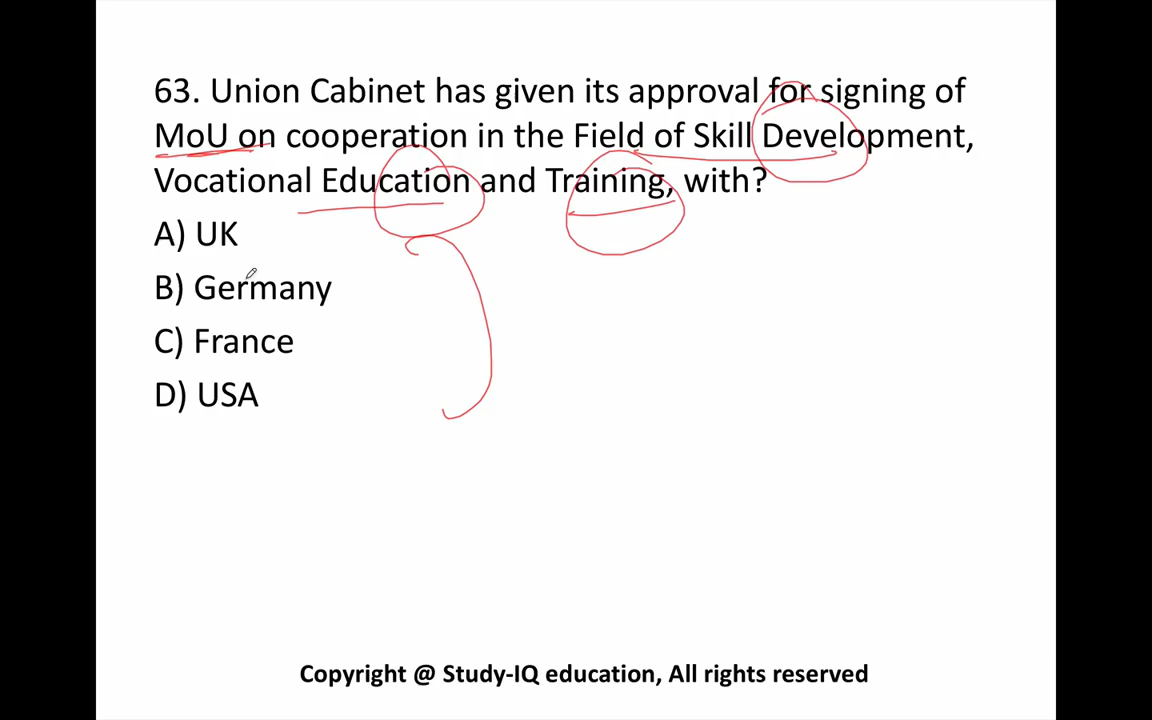 63. Union Cabinet has given its approval for signing of
MoU on cooperation in the Field of Skill Development,
Vocational Education and Training, with?
A) UK
B) Germany
C) France
D) USA
Copyright @ Study-IQ education, All rights reserved